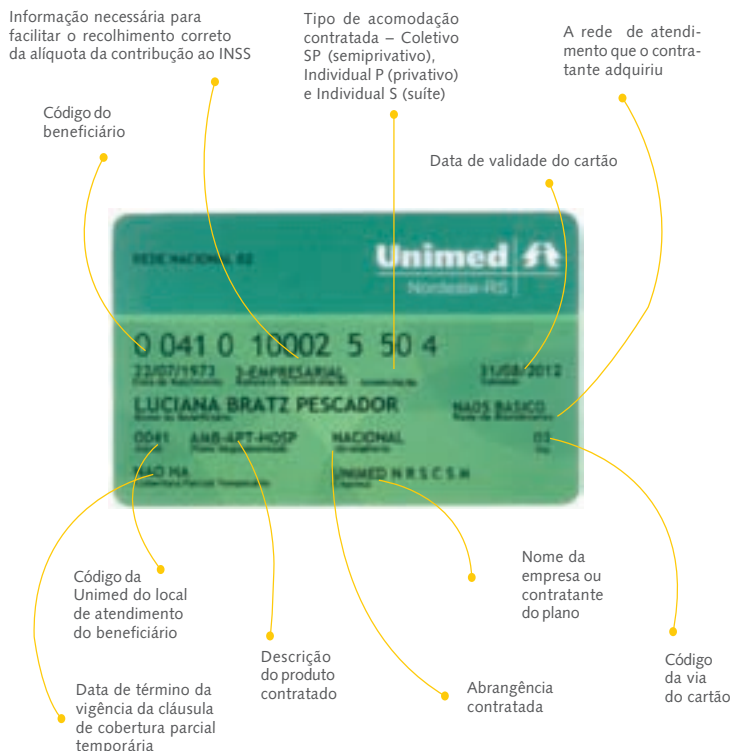 Informação necessária para
facilitar o recolhimento correto
da alíquota da contribuição ao INSS
Tipo de acomodação
contratada – Coletivo
SP (semiprivativo),
Individual P (privativo)
e Individual S (suíte)
A rede de atendi-
mento que o contra-
tante adquiriu
Código do
beneficiário
Data de validade do cartão
REDE NACIONAL 02
Unimed
Nordeste-RS
0 041 0 10002 5 50 4
23/07/1973 3-EMPRESARIAL 31/08/2012
LUCIANA BRATZ PESCADOR NAOS BASICO
0041 AMB-APT-HOSP NACIONAL 03
NAO HA UNIMED N R S C S M
Nome da
empresa ou
contratante
do plano
Código da
Unimed do local
de atendimento
do beneficiário
Descrição
do produto
contratado
Abrangência
contratada
Código
da via
do cartão
Data de término da
vigência da cláusula
de cobertura parcial
temporária